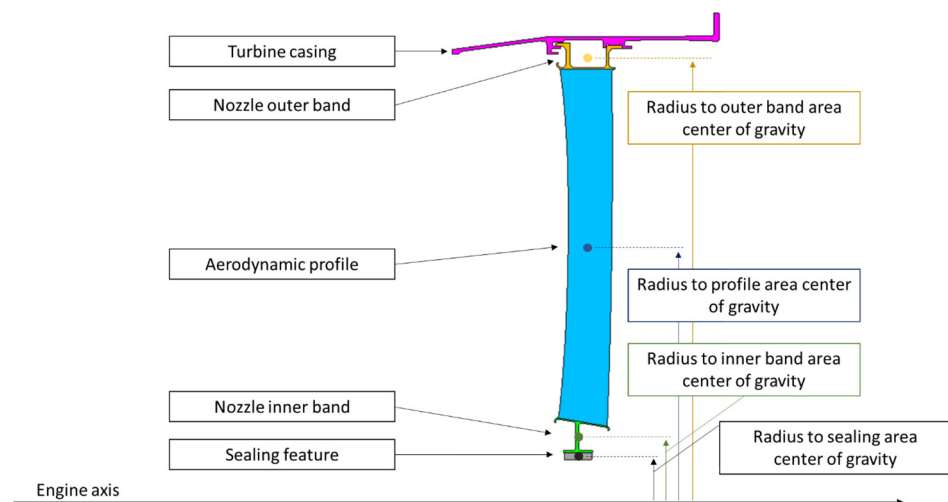 Turbine casing
Nozzle outer band
Radius to outer band area
center of gravity
Aerodynamic profile
Radius to profile area center
of gravity
Radius to inner band area
center of gravity
Nozzle inner band
Radius to sealing area
center of gravity
Sealing feature
Engine axis